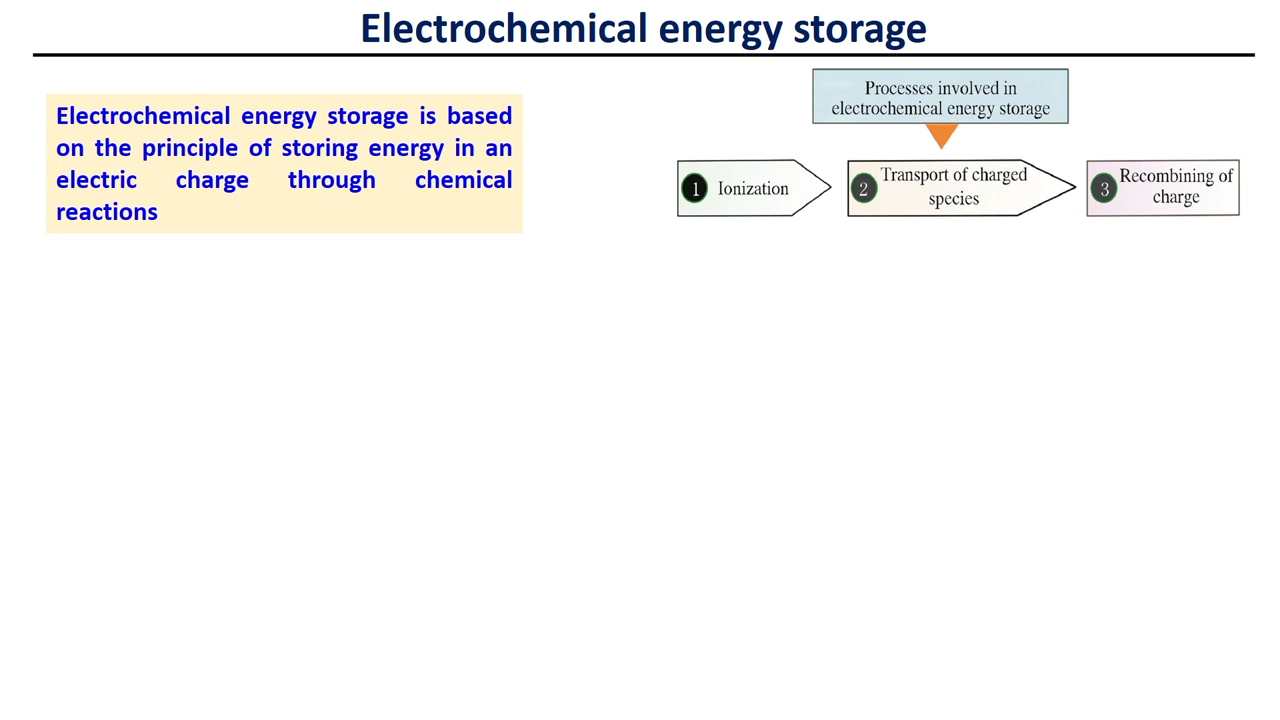 Electrochemical energy storage
Electrochemical energy storage is based
on the principle of storing energy in an
electric charge through chemical
reactions
Processes involved in
electrochemical energy storage
1 Ionization
2 Transport of charged
species
3 Recombining of
charge